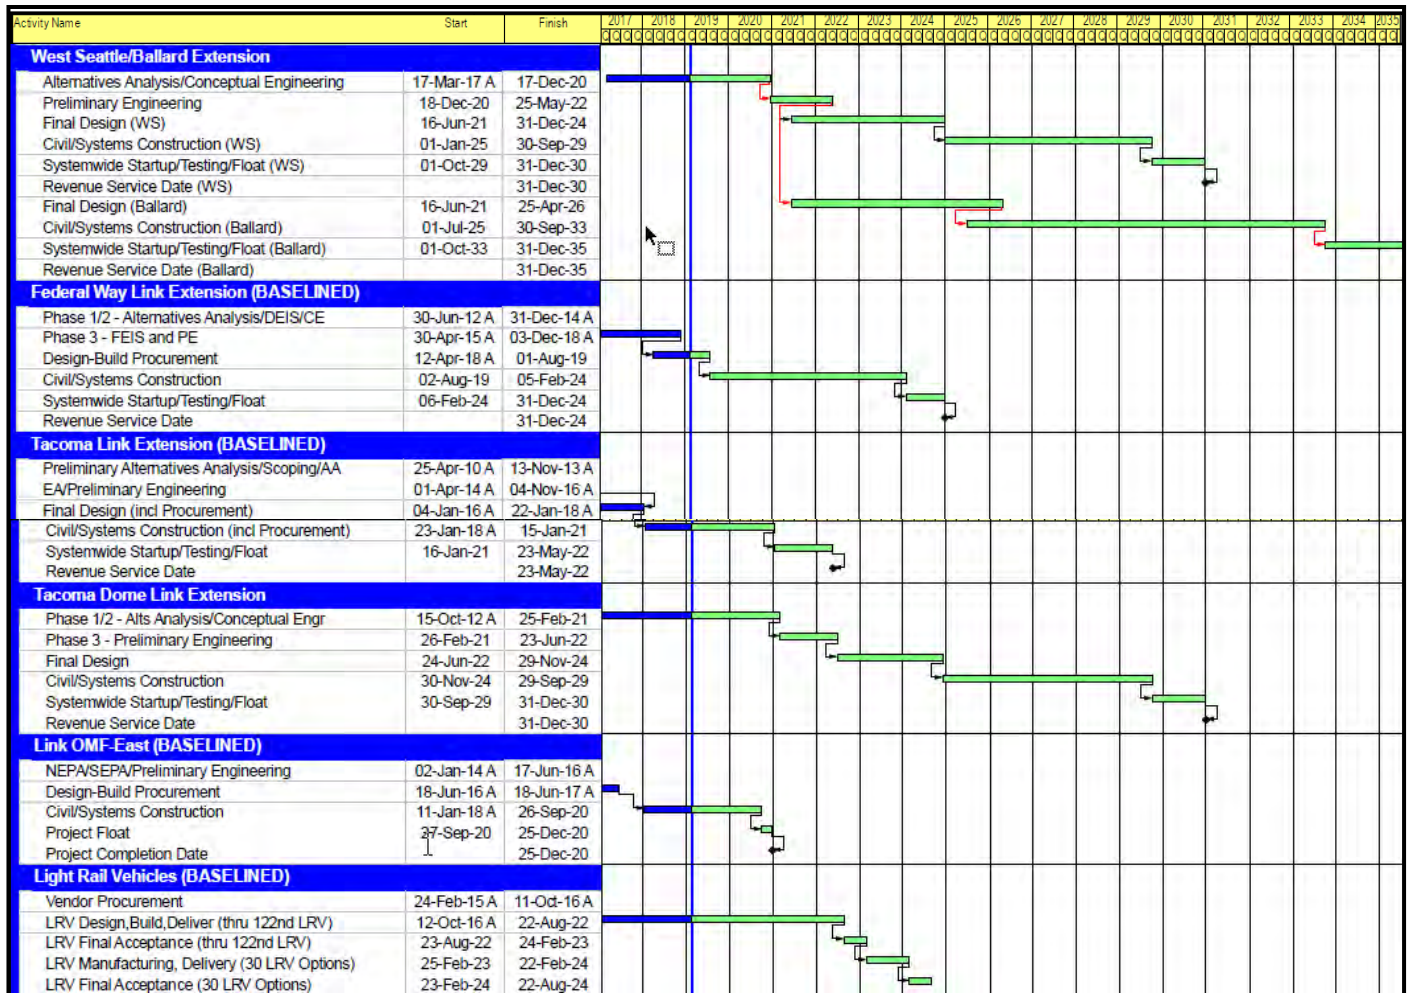 Activity Name Start Finish 2017 2018 2019 2020 2021 2022 2023 2024 2025 2026 2027 2028 2029 2030 2031 2032 2033 2034 2035
Q Q Q Q Q Q Q Q Q Q Q Q Q Q Q Q Q Q Q Q Q Q Q Q Q Q Q Q Q Q Q Q Q Q Q Q Q Q Q Q Q Q Q Q Q Q Q Q Q Q Q Q Q Q Q Q Q Q Q Q Q Q Q Q Q Q Q Q Q Q Q Q Q Q
West Seattle/Ballard Extension
Alternatives Analysis/Conceptual Engineering 17-Mar-17 A 17-Dec-20
Preliminary Engineering 18-Dec-20 25-May-22
Final Design (WS) 16-Jun-21 31-Dec-24
Civil/Systems Construction (WS) 01-Jan-25 30-Sep-29
Systemwide Startup/Testing/Float (WS) 01-Oct-29 31-Dec-30
Revenue Service Date (WS) 31-Dec-30
Final Design (Ballard) 16-Jun-21 25-Apr-26
Civil/Systems Construction (Ballard) 01-Jul-25 30-Sep-33
Systemwide Startup/Testing/Float (Ballard) 01-Oct-33 31-Dec-35
Revenue Service Date (Ballard) 31-Dec-35
Federal Way Link Extension (BASELINED)
Phase 1/2 - Alternatives Analysis/DEIS/CE 30-Jun-12 A 31-Dec-14 A
Phase 3 - FEIS and PE 30-Apr-15 A 03-Dec-18 A
Design-Build Procurement 12-Apr-18 A 01-Aug-19
Civil/Systems Construction 02-Aug-19 05-Feb-24
Systemwide Startup/Testing/Float 06-Feb-24 31-Dec-24
Revenue Service Date 31-Dec-24
Tacoma Link Extension (BASELINED)
Preliminary Alternatives Analysis/Scoping/AA 25-Apr-10 A 13-Nov-13 A
EA/Preliminary Engineering 01-Apr-14 A 04-Nov-16 A
Final Design (incl Procurement) 04-Jan-16 A 22-Jan-18 A
Civil/Systems Construction (incl Procurement) 23-Jan-18 A 15-Jan-21
Systemwide Startup/Testing/Float 16-Jan-21 23-May-22
Revenue Service Date 23-May-22
Tacoma Dome Link Extension
Phase 1/2 - Alts Analysis/Conceptual Engr 15-Oct-12 A 25-Feb-21
Phase 3 - Preliminary Engineering 26-Feb-21 23-Jun-22
Final Design 24-Jun-22 29-Nov-24
Civil/Systems Construction 30-Nov-24 29-Sep-29
Systemwide Startup/Testing/Float 30-Sep-29 31-Dec-30
Revenue Service Date 31-Dec-30
Link OMF-East (BASELINED)
NEPA/SEPA/Preliminary Engineering 02-Jan-14 A 17-Jun-16 A
Design-Build Procurement 18-Jun-16 A 18-Jun-17 A
Civil/Systems Construction 11-Jan-18 A 26-Sep-20
Project Float 27-Sep-20 25-Dec-20
Project Completion Date 25-Dec-20
Light Rail Vehicles (BASELINED)
Vendor Procurement 24-Feb-15 A 11-Oct-16 A
LRV Design,Build,Deliver (thru 122nd LRV) 12-Oct-16 A 22-Aug-22
LRV Final Acceptance (thru 122nd LRV) 23-Aug-22 24-Feb-23
LRV Manufacturing, Delivery (30 LRV Options) 25-Feb-23 22-Feb-24
LRV Final Acceptance (30 LRV Options) 23-Feb-24 22-Aug-24